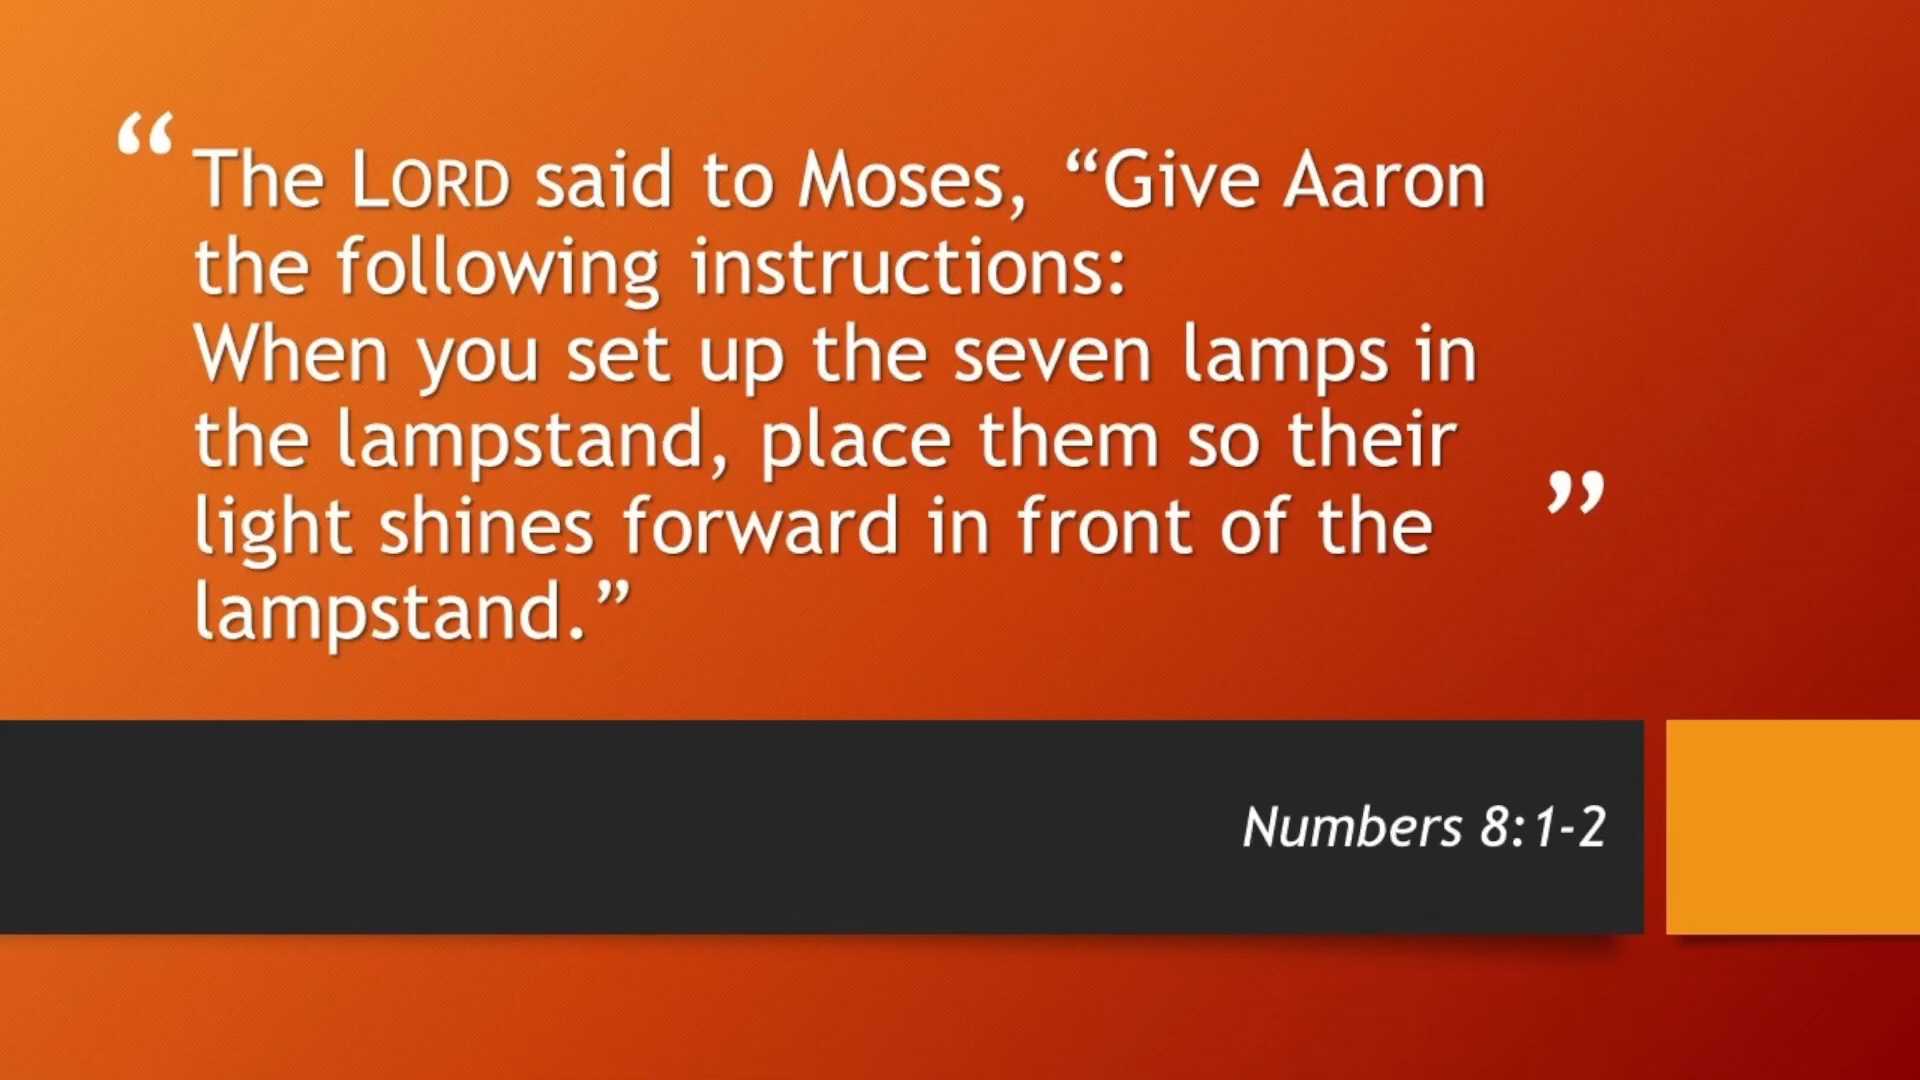 “The LORD said to Moses, “Give Aaron
the following instructions:
When you set up the seven lamps in
the lampstand, place them so their
light shines forward in front of the
lampstand.””
Numbers 8:1-2